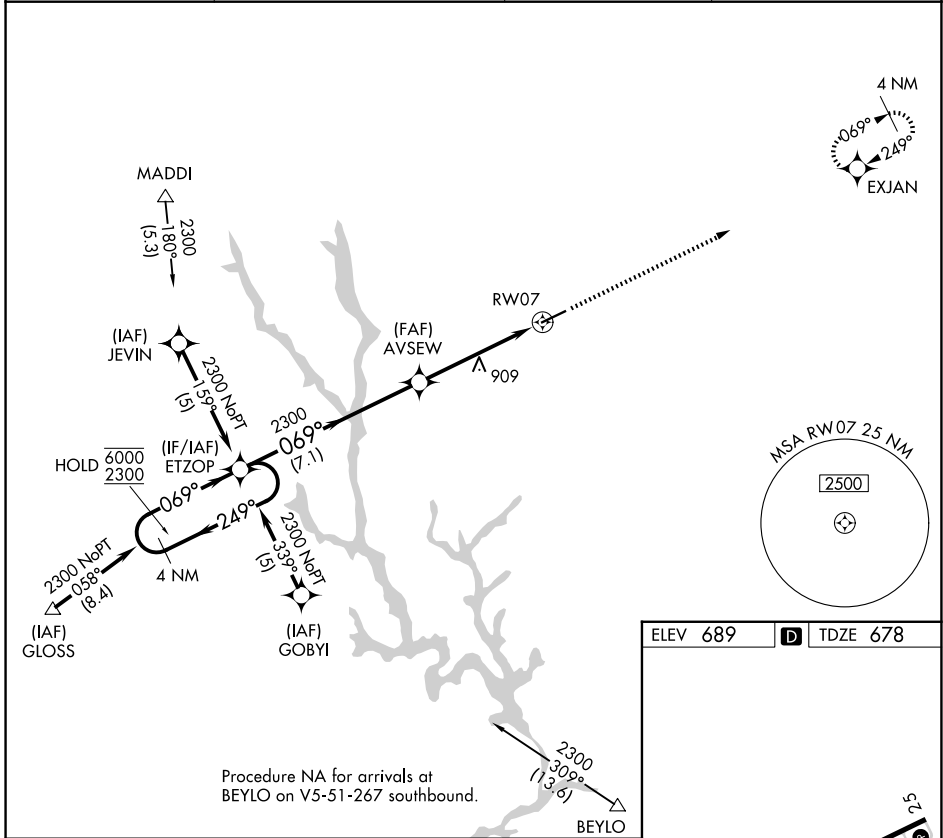 4 NM
069°
249°
EXJAN
MADDI
2300
180°
(5.3)
RW07
(IAF)
JEVIN
(FAF)
AVSEW
909
2300 NoPT
159°
(5)
2300
069°
(7.1)
(IF/IAF)
ETZOP
HOLD 6000
2300
069°
249°
4 NM
MSA RW07 25 NM
2500
2300 NoPT
058°
(8.4)
2300 NoPT
339°
(5)
(IAF)
GLOSS
(IAF)
GOBYI
ELEV 689 D TDZE 678
2300
309°
(13.6)
Procedure NA for arrivals at
BEYLO on V5-51-267 southbound.
BEYLO
25